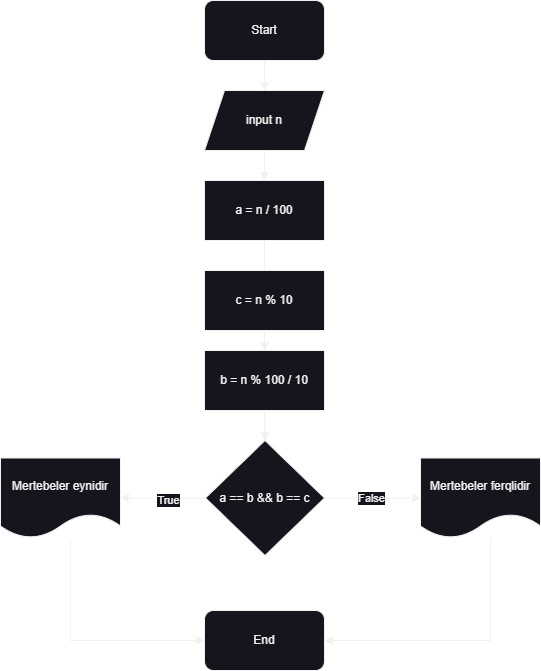 Start
input n
a = n / 100
c = n % 10
b = n % 100 / 10
a == b && b == c
True
False
Mertebeler eynidir
Mertebeler ferqlidir
End